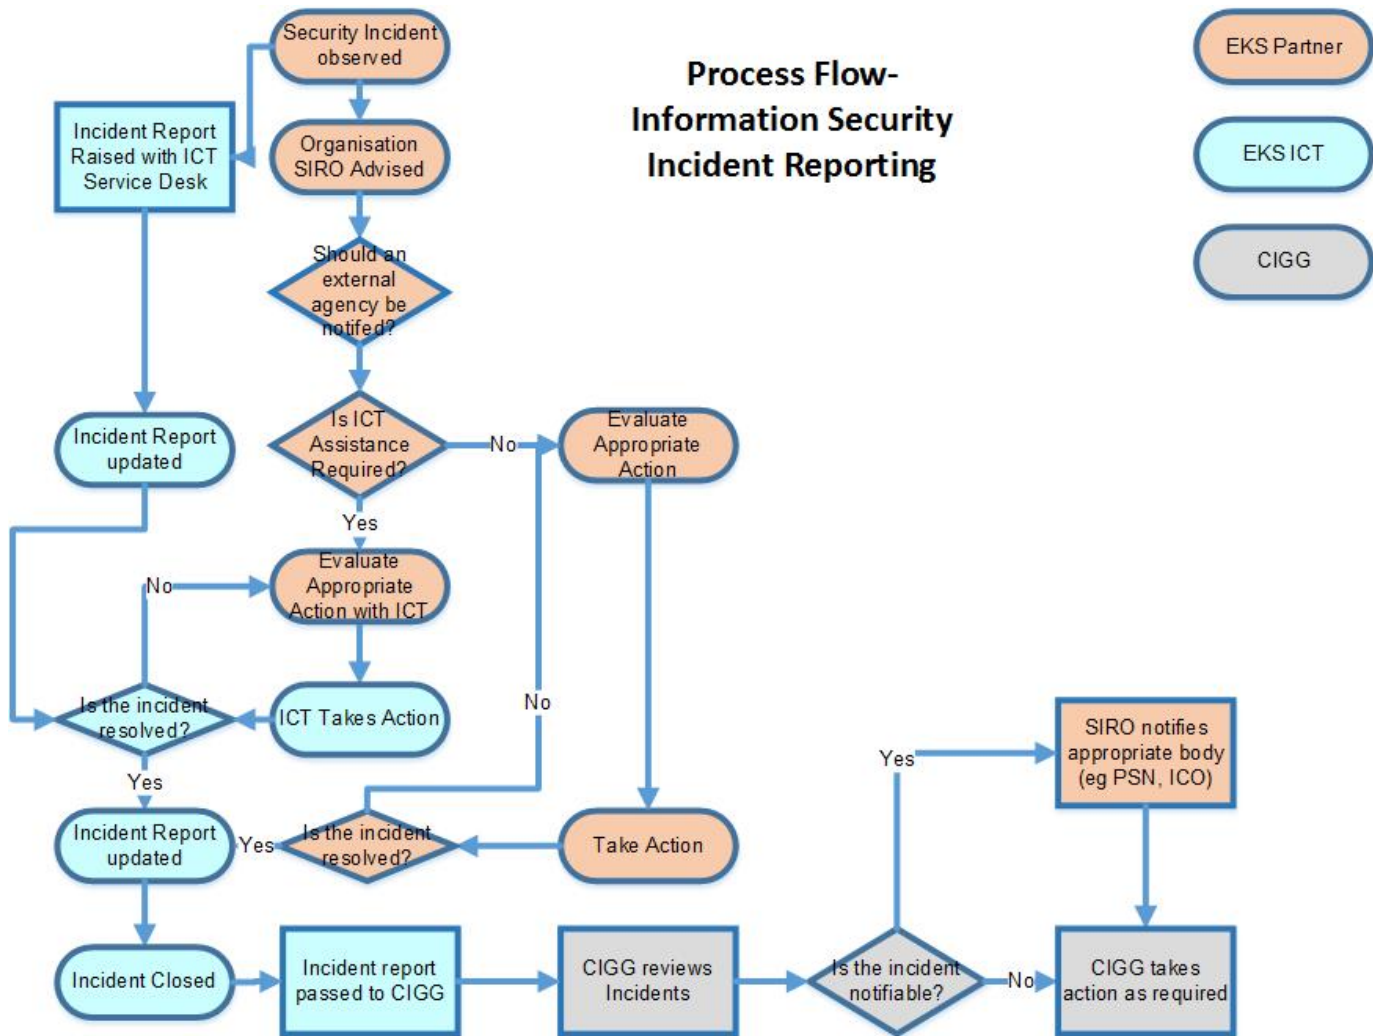 Process Flow-
Information Security
Incident Reporting
EKS Partner
EKS ICT
CIGG
Security Incident
observed
Incident Report
Raised with ICT
Service Desk
Organisation
SIRO Advised
Should an
external
agency be
notifed?
Is ICT
Assistance
Required?
No
Evaluate
Appropriate
Action
Incident Report
updated
Yes
Evaluate
Appropriate
Action with ICT
No
Is the incident
resolved?
ICT Takes Action
No
Yes
SIRO notifies
appropriate body
(eg PSN, ICO)
Yes
Incident Report
updated
Yes
Is the incident
resolved?
Take Action
Incident Closed
Incident report
passed to CIGG
CIGG reviews
Incidents
Is the incident
notifiable?
No
CIGG takes
action as required